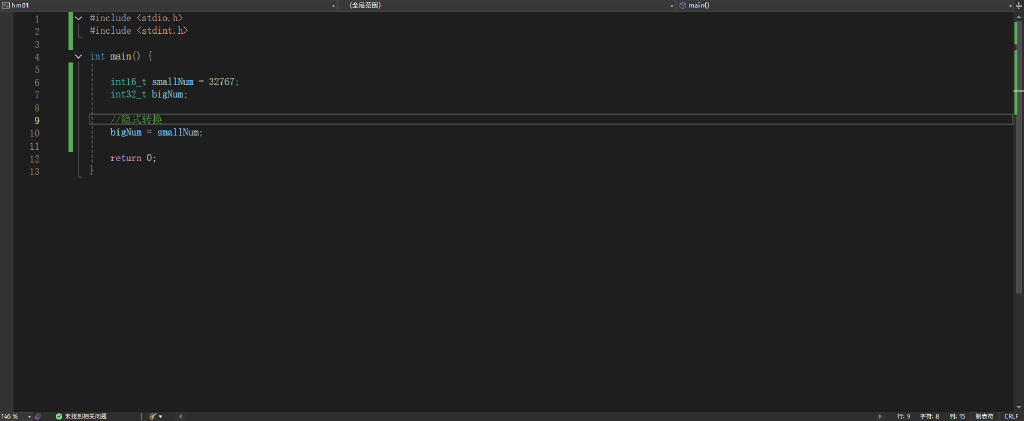 hm01 (全局范围) main()
1 #include <stdio.h>
2 #include <stdint.h>
3
4 int main() {
5
6 int16_t smallNum = 32767;
7 int32_t bigNum;
8
9 //隐式转换
10 bigNum = smallNum;
11
12 return 0;
13 }
146 % 未找到相关问题 行: 9 字符: 8 列: 15 制表符 CRLF